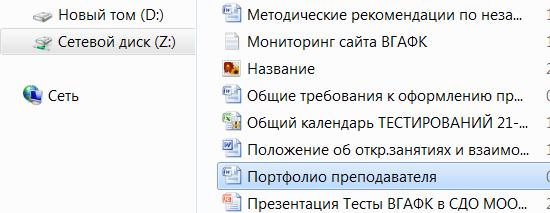 Новый том (D:)
Сетевой диск (Z:)
Сеть
Методические рекомендации по неза...
Мониторинг сайта ВГАФК
Название
Общие требования к оформлению пр...
Общий календарь ТЕСТИРОВАНИЙ 21-...
Положение об откр.занятиях и взаимо...
Портфолио преподавателя
Презентация Тесты ВГАФК в СДО МОО...